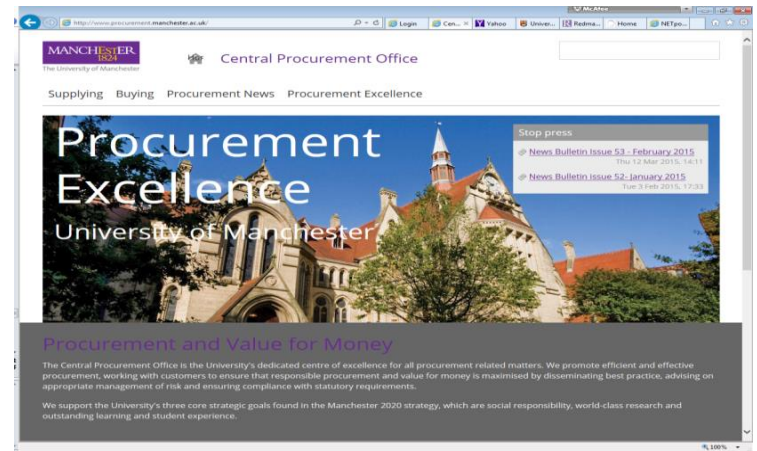 McAfee
http://www.procurement.manchester.ac.uk/
Login
Cen...
Yahoo
Univer...
Redma...
Home
NETpo...
MANCHESTER
1824
The University of Manchester
Central Procurement Office
Supplying Buying Procurement News Procurement Excellence
Procurement
Excellence
University of Manchester
Stop press
News Bulletin Issue 53 - February 2015
Thu 12 Mar 2015, 14:11
News Bulletin Issue 52- January 2015
Tue 3 Feb 2015, 17:33
Procurement and Value for Money
The Central Procurement Office is the University's dedicated centre of excellence for all procurement related matters. We promote efficient and effective
procurement, working with customers to ensure that responsible procurement and value for money is maximised by disseminating best practice, advising on
appropriate management of risk and ensuring compliance with statutory requirements.
We support the University's three core strategic goals found in the Manchester 2020 strategy, which are social responsibility, world-class research and
outstanding learning and student experience.
100%